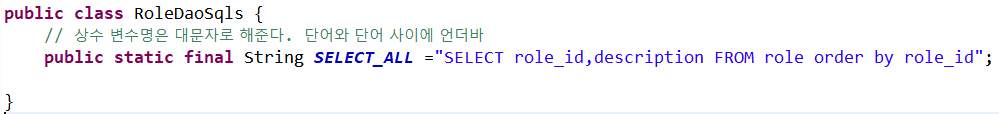 public class RoleDaoSqls {
// 상수 변수명은 대문자로 해준다. 단어와 단어 사이에 언더바
public static final String SELECT_ALL ="SELECT role_id,description FROM role order by role_id";
}